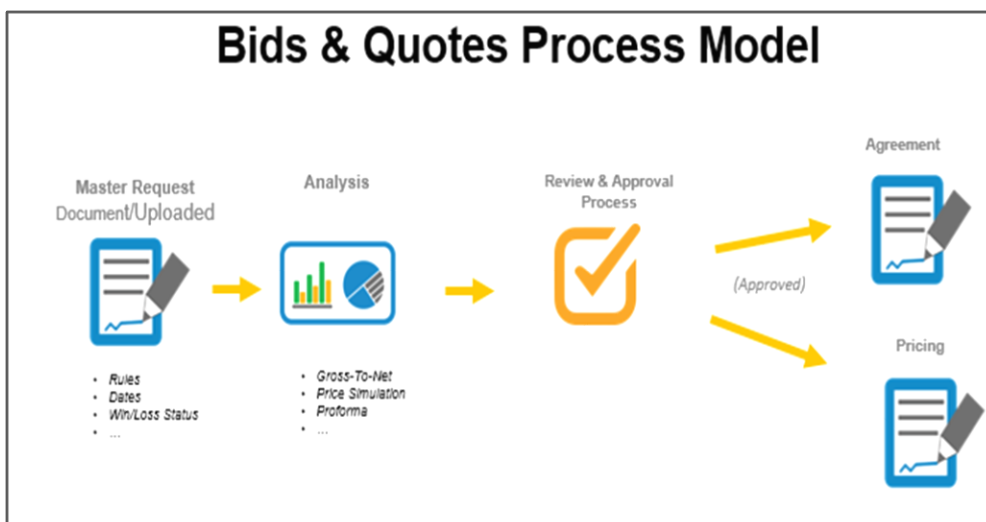 Bids & Quotes Process Model
Master Request
Document/Uploaded
• Rules
• Dates
• Win/Loss Status
• ...
Analysis
• Gross-To-Net
• Price Simulation
• Proforma
• ...
Review & Approval
Process
(Approved)
Agreement
Pricing